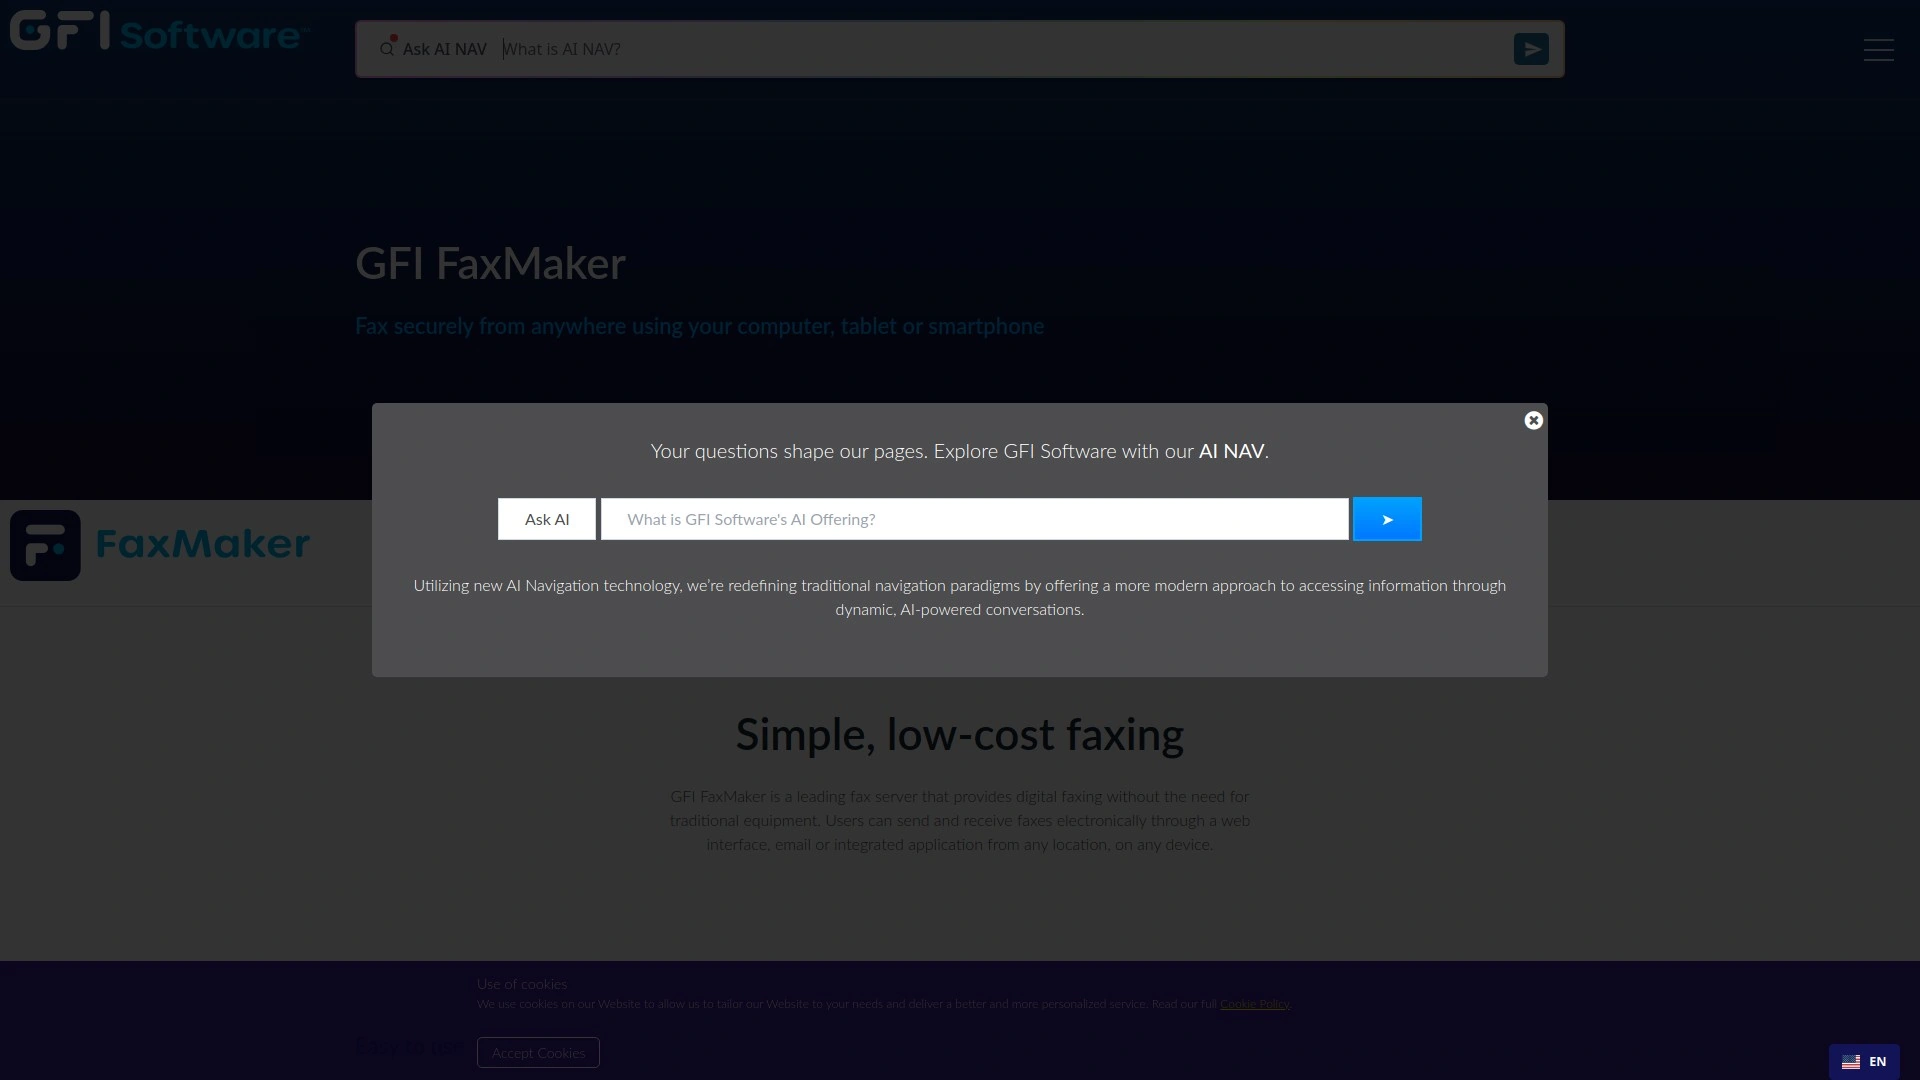 GFI Software
Ask AI NAV What is AI NAV?
GFI FaxMaker
Fax securely from anywhere using your computer, tablet or smartphone
Your questions shape our pages. Explore GFI Software with our AI NAV.
Ask AI What is GFI Software's AI Offering?
FaxMaker
Utilizing new AI Navigation technology, we’re redefining traditional navigation paradigms by offering a more modern approach to accessing information through
dynamic, AI-powered conversations.
Simple, low-cost faxing
GFI FaxMaker is a leading fax server that provides digital faxing without the need for
traditional equipment. Users can send and receive faxes electronically through a web
interface, email or integrated application from any location, on any device.
Use of cookies
We use cookies on our Website to allow us to tailor our Website to your needs and deliver a better and more personalized service. Read our full Cookie Policy.
Easy to use
Accept Cookies
EN